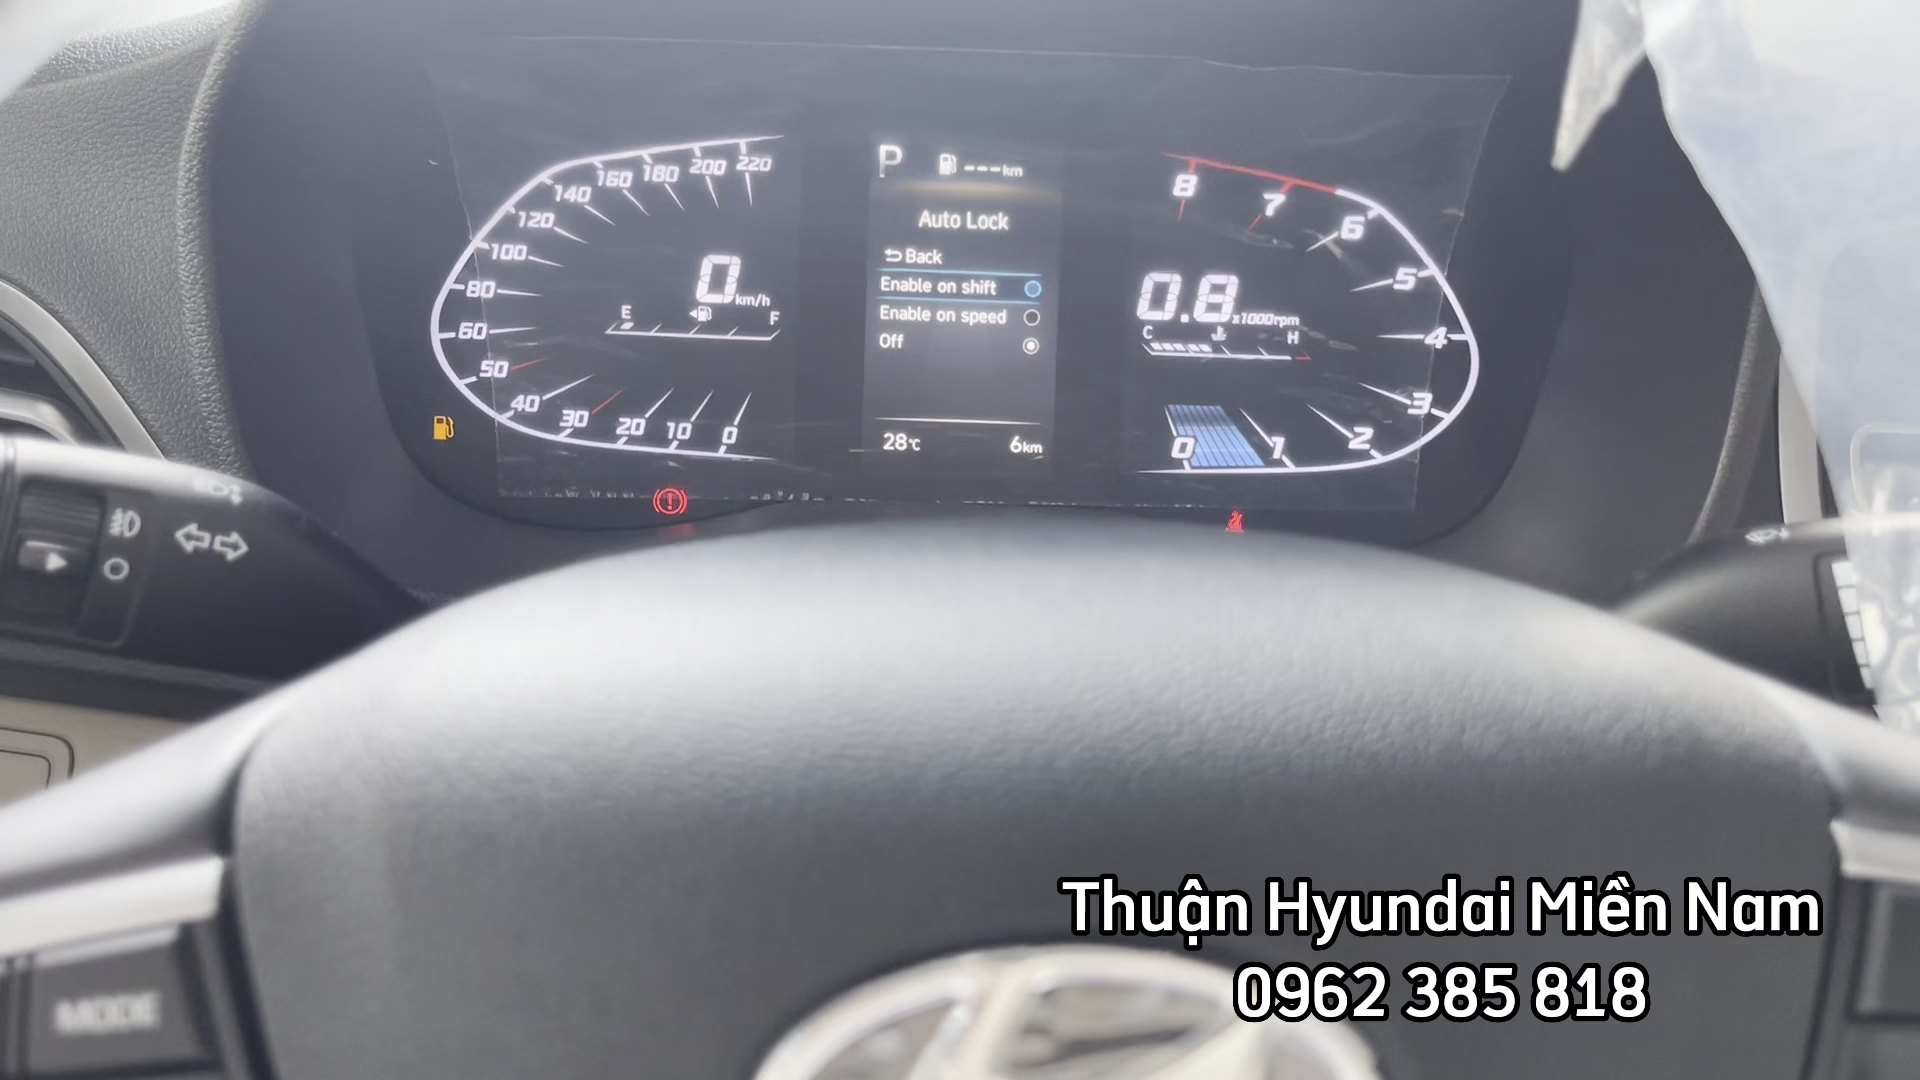 220
200
180
160
140
120
100
80
60
50
40
30
20
10
0
0 km/h
E
F
P
--- km
Auto Lock
Back
Enable on shift
Enable on speed
Off
28°C
6km
8
7
6
5
4
3
2
1
0
0.8 x1000rpm
C
H
MODE
Thuận Hyundai Miền Nam
0962 385 818